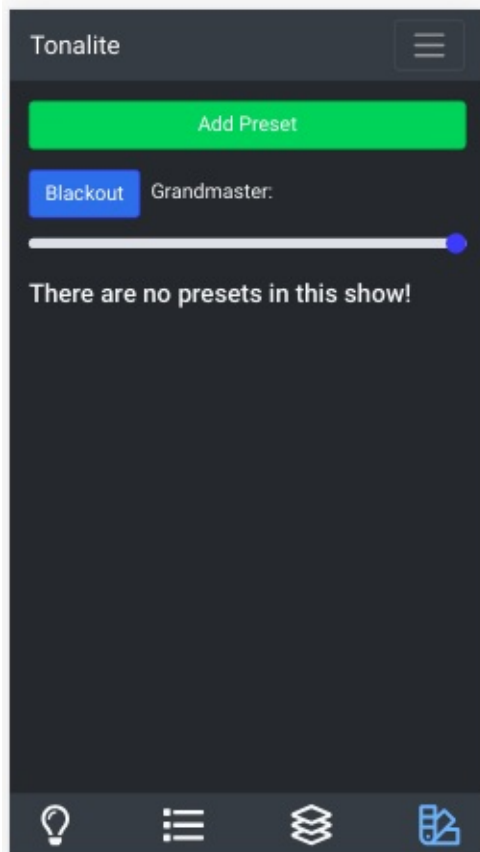 Tonalite
Add Preset
Blackout Grandmaster:
There are no presets in this show!